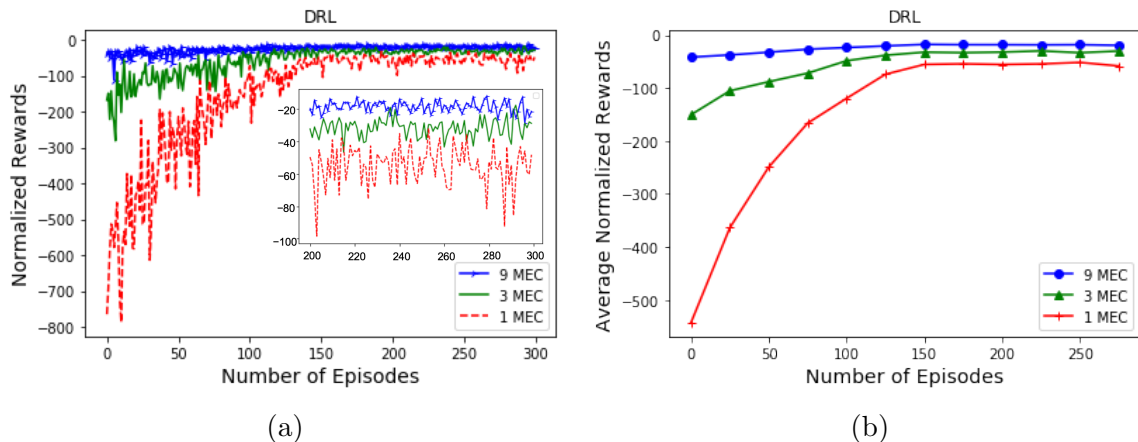 DRL
0
−100
−200
−300
−400
−500
−600
−700
−800
Normalized Rewards
−20
−40
−60
−80
−100
200 220 240 260 280 300
9 MEC
3 MEC
1 MEC
0 50 100 150 200 250 300
Number of Episodes
(a)
DRL
0
−100
−200
−300
−400
−500
Average Normalized Rewards
9 MEC
3 MEC
1 MEC
0 50 100 150 200 250
Number of Episodes
(b)